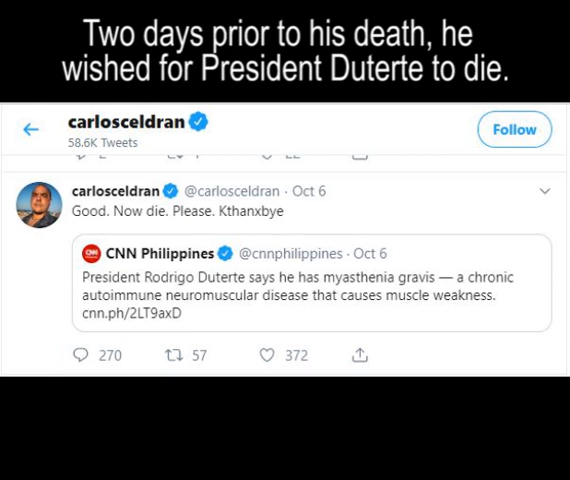 Two days prior to his death, he
wished for President Duterte to die.
carlosceldran
58.6K Tweets
Follow
carlosceldran @carlosceldran · Oct 6
Good. Now die. Please. Kthanxbye
CNN CNN Philippines @cnnphilippines · Oct 6
President Rodrigo Duterte says he has myasthenia gravis — a chronic
autoimmune neuromuscular disease that causes muscle weakness.
cnn.ph/2LT9axD
270 57 372